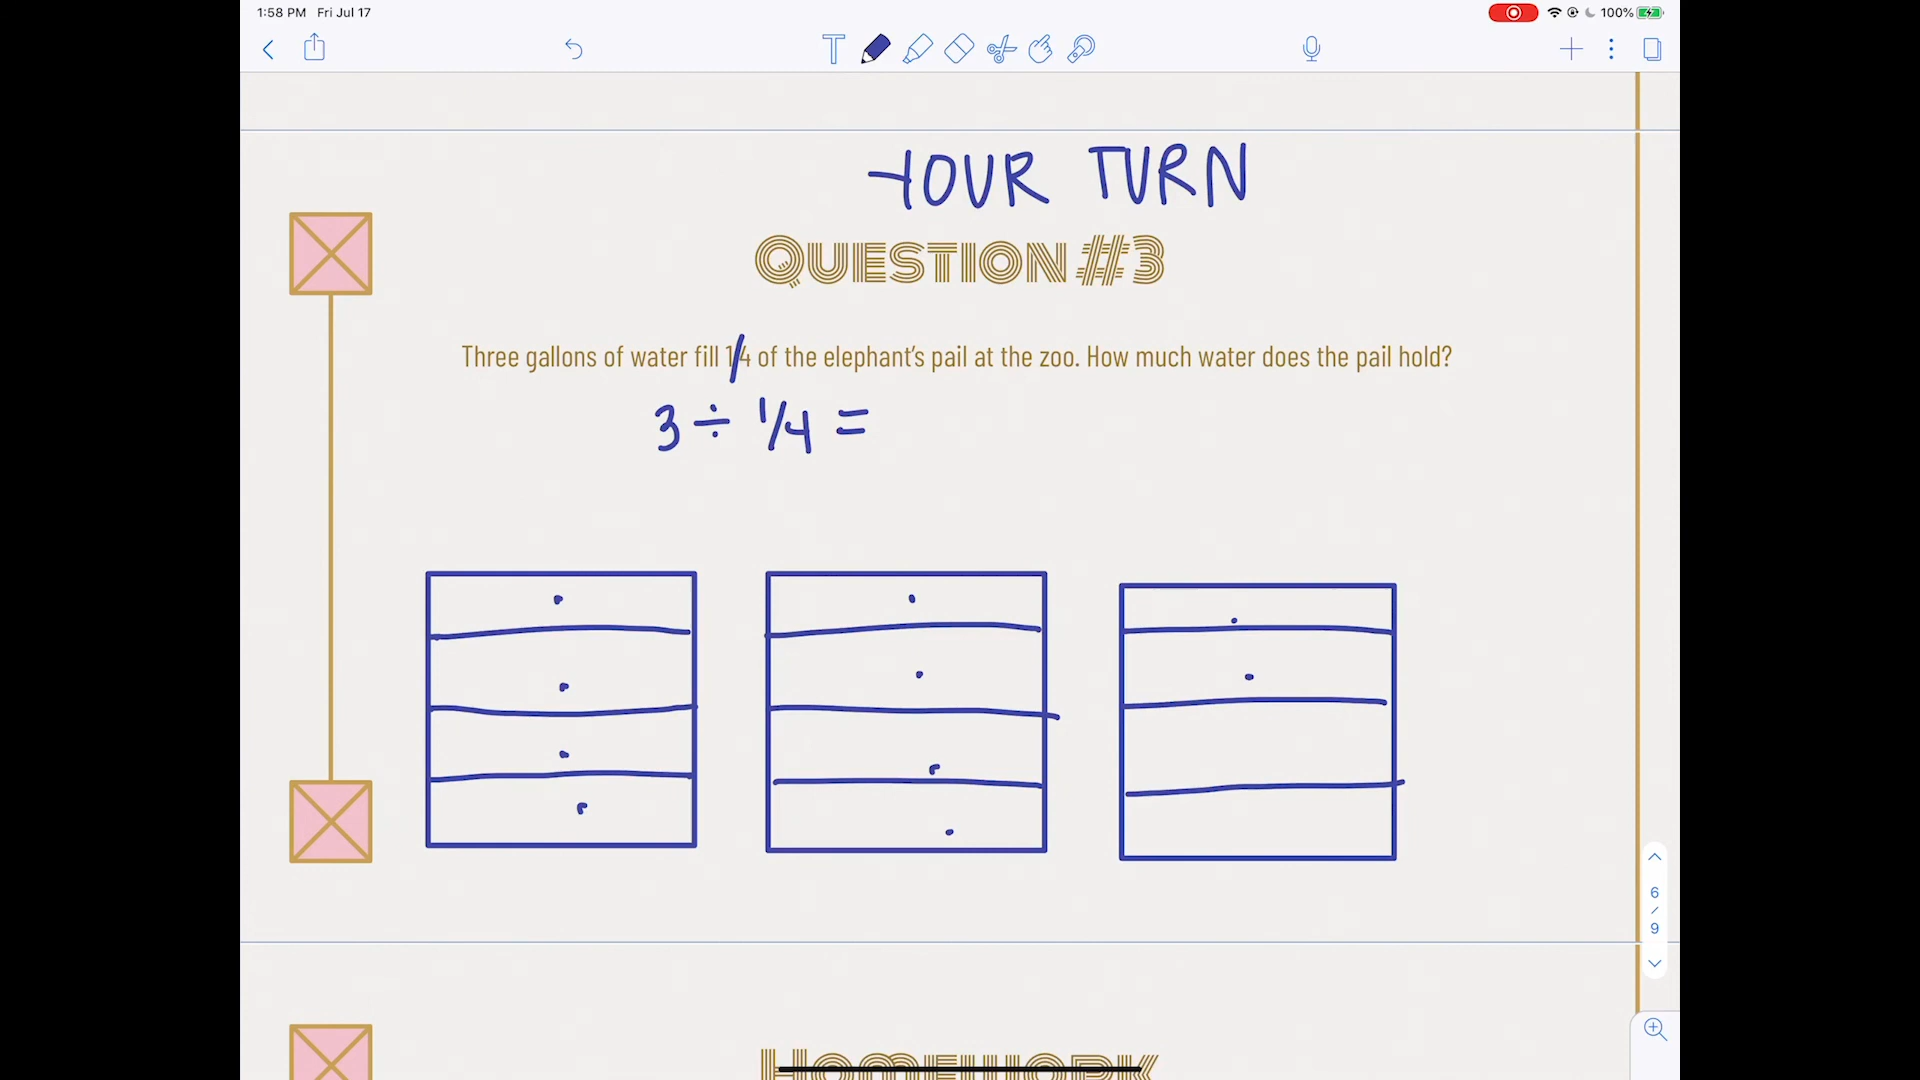 1:58 PM Fri Jul 17
100%
T
YOUR TURN
QUESTION #3
Three gallons of water fill 1/4 of the elephant's pail at the zoo. How much water does the pail hold?
3 ÷ 1/4 =
6
/
9
HOMEWORK